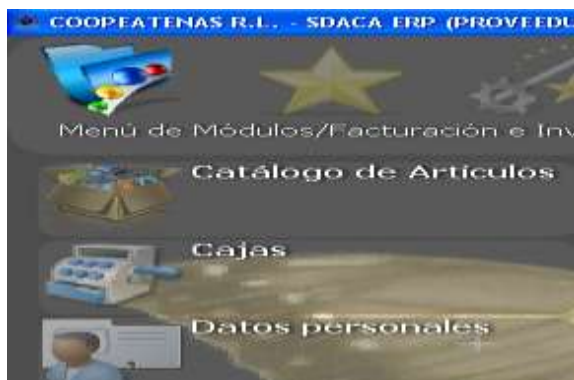 COOPEATENAS R.L. - SDACA ERP (PROVEEDU
Menú de Módulos/Facturación e Inv
Catálogo de Artículos
Cajas
Datos personales